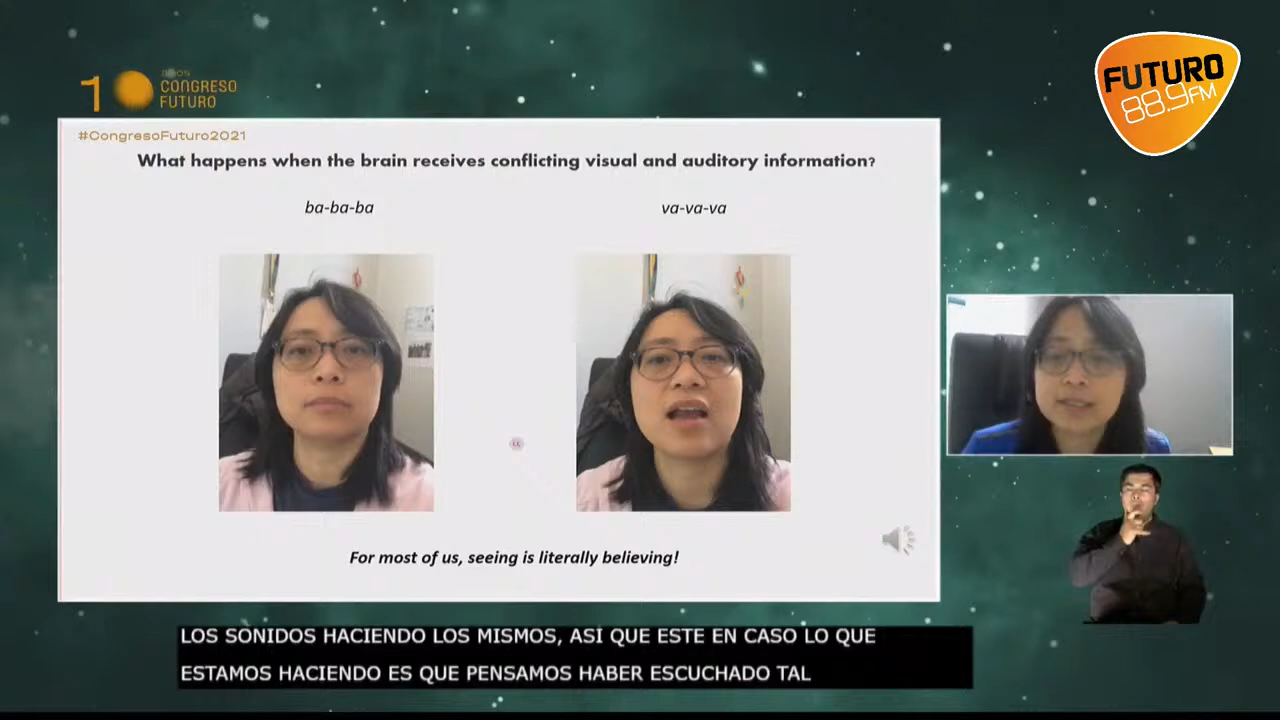 10
CONGRESO
FUTURO
FUTURO
88.9FM
#CongresoFuturo2021
What happens when the brain receives conflicting visual and auditory information?
ba-ba-ba
va-va-va
For most of us, seeing is literally believing!
LOS SONIDOS HACIENDO LOS MISMOS, ASÍ QUE ESTE EN CASO LO QUE
ESTAMOS HACIENDO ES QUE PENSAMOS HABER ESCUCHADO TAL